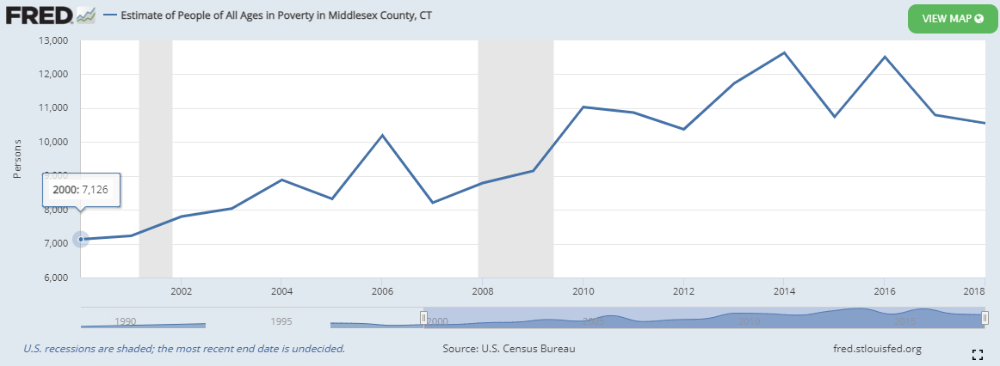 FRED
Estimate of People of All Ages in Poverty in Middlesex County, CT
VIEW MAP
13,000
12,000
11,000
10,000
9,000
8,000
7,000
6,000
Persons
2000: 7,126
2002 2004 2006 2008 2010 2012 2014 2016 2018
1990 1995 2000 2005 2010 2015
U.S. recessions are shaded; the most recent end date is undecided. Source: U.S. Census Bureau fred.stlouisfed.org